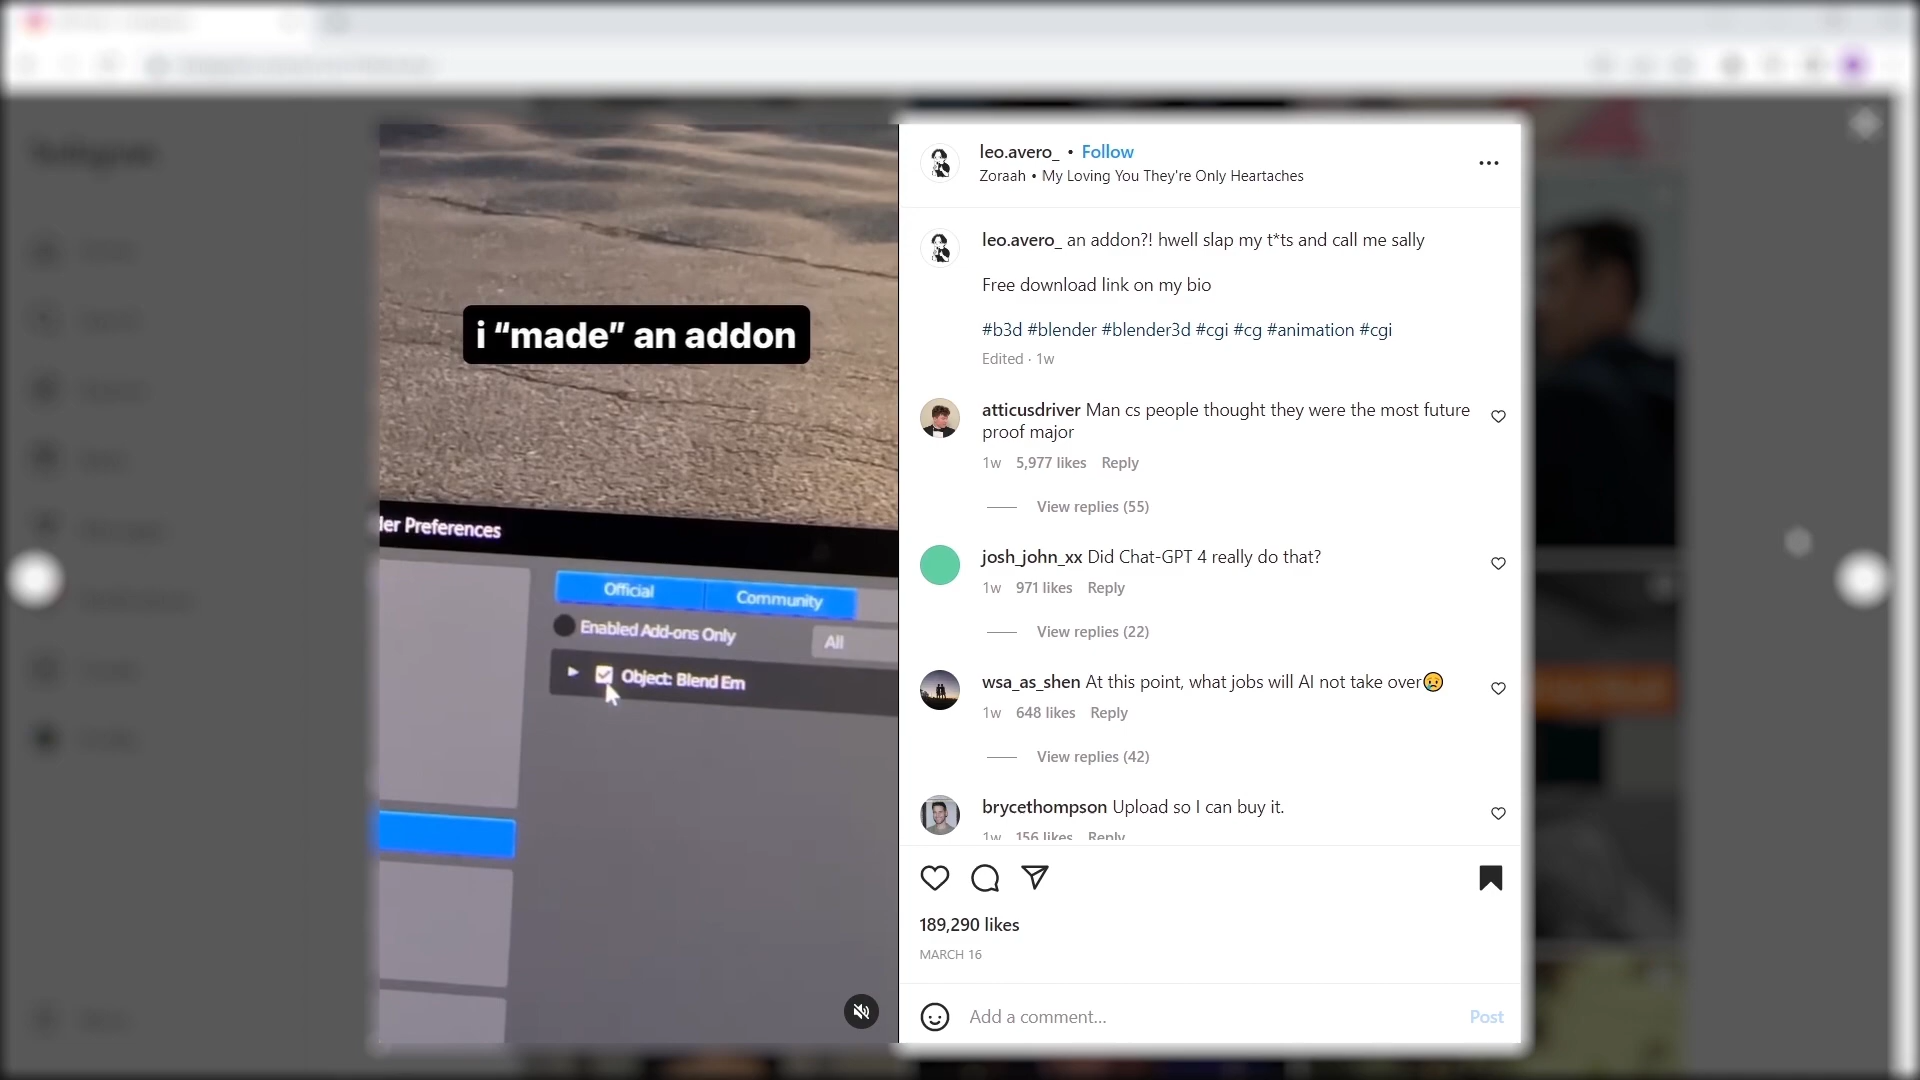 i “made” an addon
ler Preferences
Official
Community
Enabled Add-ons Only
All
Object: Blend Em
leo.avero_ • Follow
Zoraah • My Loving You They're Only Heartaches
leo.avero_ an addon?! hwell slap my t*ts and call me sally
Free download link on my bio
#b3d #blender #blender3d #cgi #cg #animation #cgi
Edited · 1w
atticusdriver Man cs people thought they were the most future
proof major
1w 5,977 likes Reply
View replies (55)
josh_john_xx Did Chat-GPT 4 really do that?
1w 971 likes Reply
View replies (22)
wsa_as_shen At this point, what jobs will AI not take over😥
1w 648 likes Reply
View replies (42)
brycethompson Upload so I can buy it.
1w 156 likes Reply
189,290 likes
MARCH 16
Add a comment...
Post